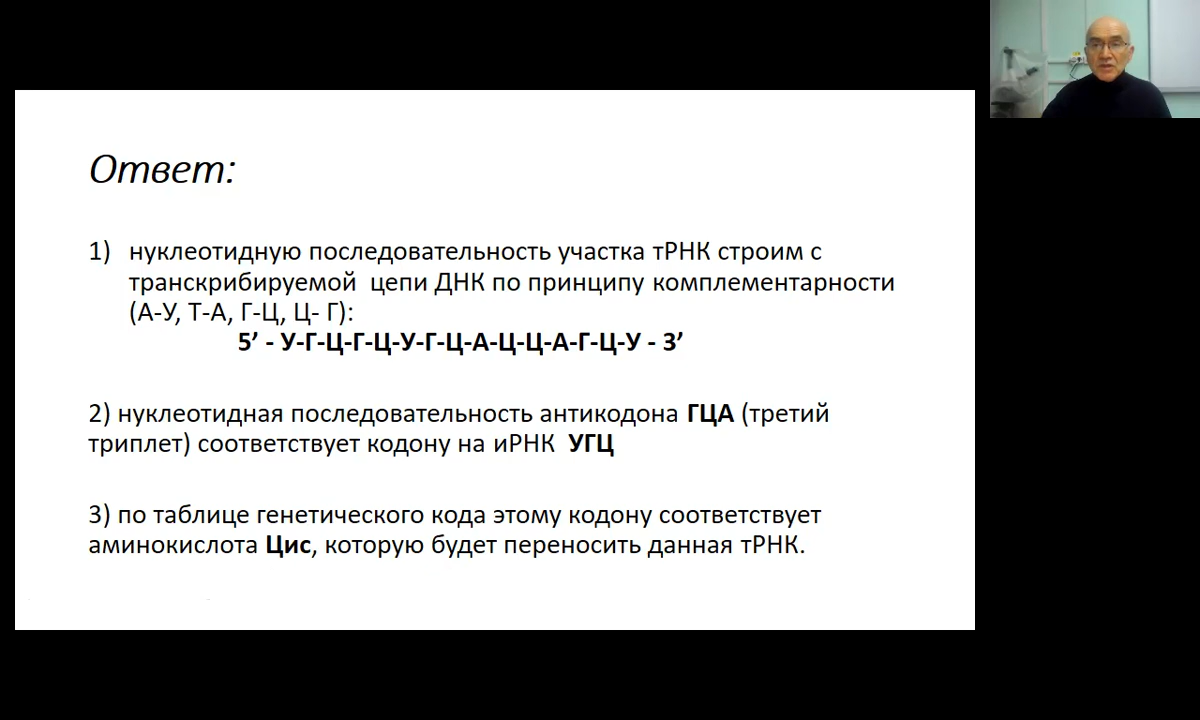 Ответ:
1) нуклеотидную последовательность участка тРНК строим с
транскрибируемой цепи ДНК по принципу комплементарности
(А-У, Т-А, Г-Ц, Ц- Г):
5’ - У-Г-Ц-Г-Ц-У-Г-Ц-А-Ц-Ц-А-Г-Ц-У - 3’
2) нуклеотидная последовательность антикодона ГЦА (третий
триплет) соответствует кодону на иРНК УГЦ
3) по таблице генетического кода этому кодону соответствует
аминокислота Цис, которую будет переносить данная тРНК.